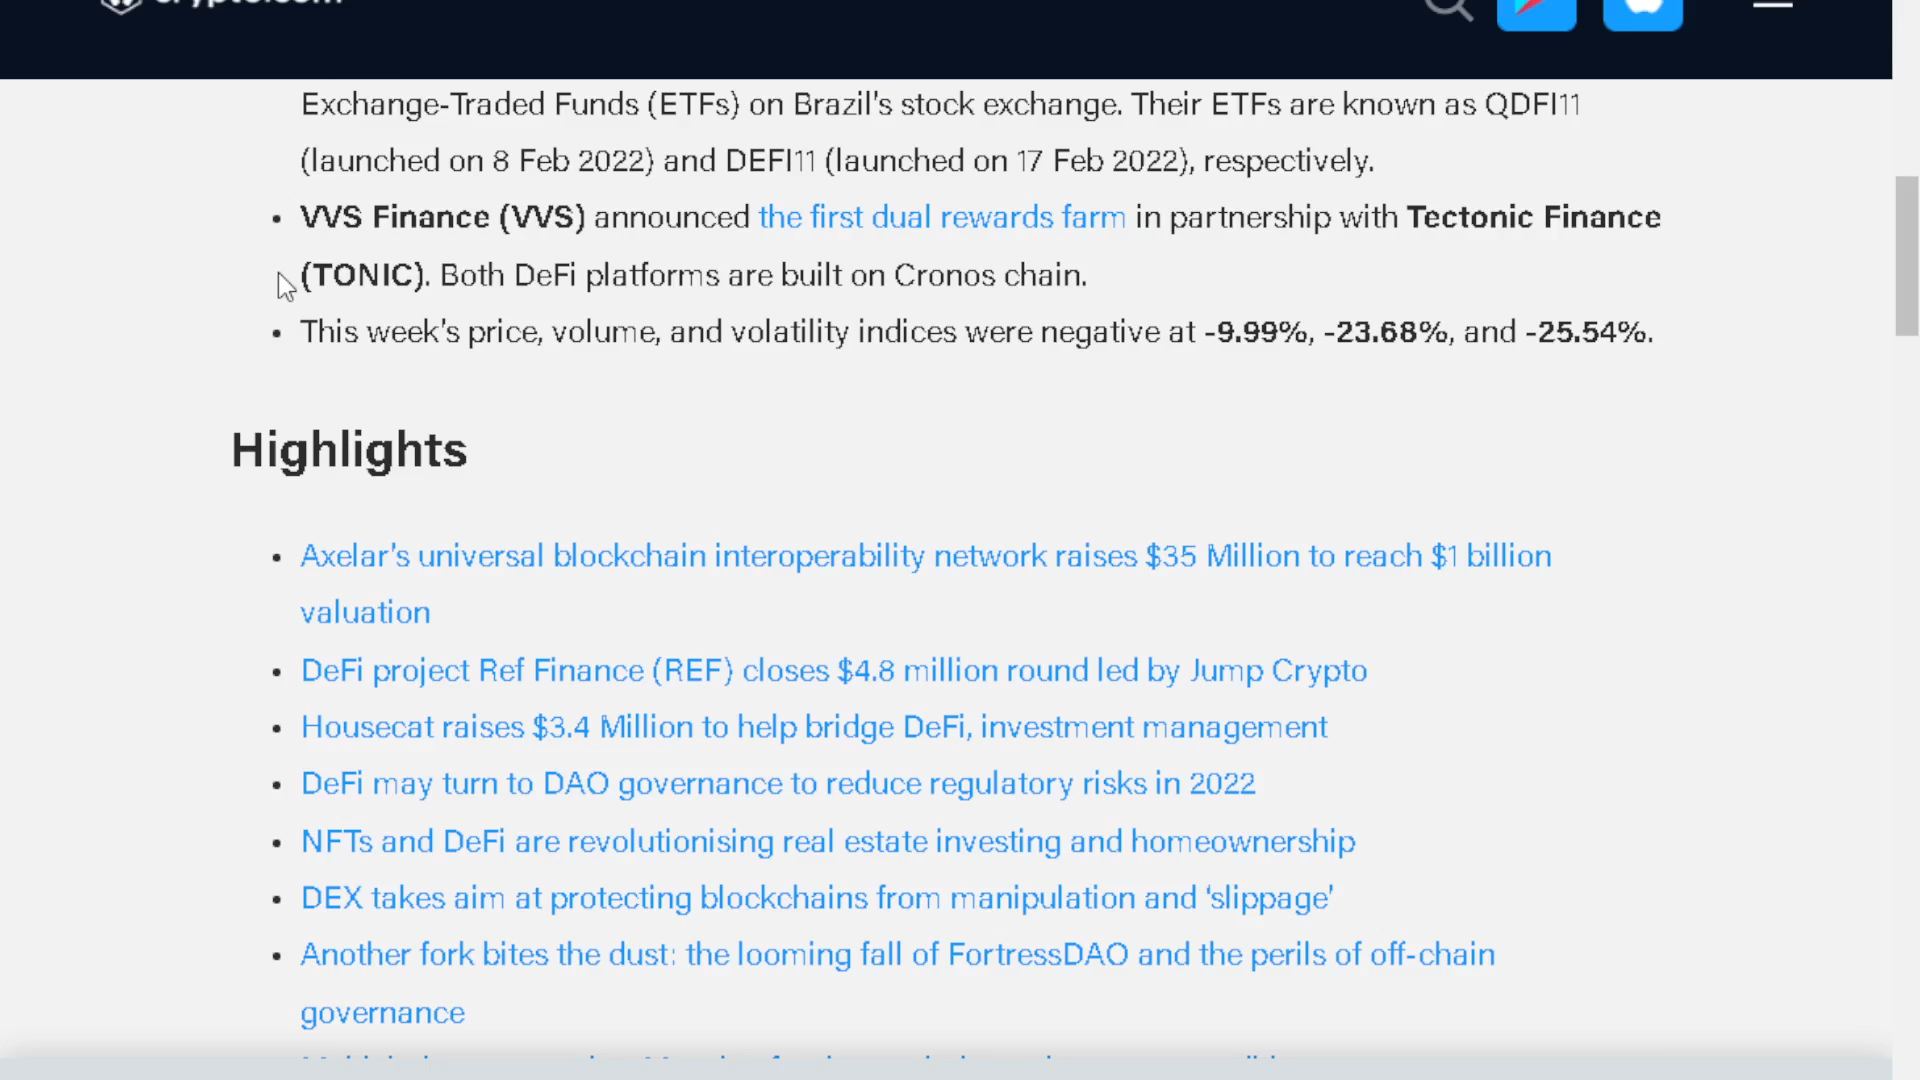 crypto.com
Exchange-Traded Funds (ETFs) on Brazil's stock exchange. Their ETFs are known as QDFI11
(launched on 8 Feb 2022) and DEFI11 (launched on 17 Feb 2022), respectively.
• VVS Finance (VVS) announced the first dual rewards farm in partnership with Tectonic Finance
(TONIC). Both DeFi platforms are built on Cronos chain.
• This week's price, volume, and volatility indices were negative at -9.99%, -23.68%, and -25.54%.
Highlights
• Axelar's universal blockchain interoperability network raises $35 Million to reach $1 billion
valuation
• DeFi project Ref Finance (REF) closes $4.8 million round led by Jump Crypto
• Housecat raises $3.4 Million to help bridge DeFi, investment management
• DeFi may turn to DAO governance to reduce regulatory risks in 2022
• NFTs and DeFi are revolutionising real estate investing and homeownership
• DEX takes aim at protecting blockchains from manipulation and ‘slippage’
• Another fork bites the dust: the looming fall of FortressDAO and the perils of off-chain
governance